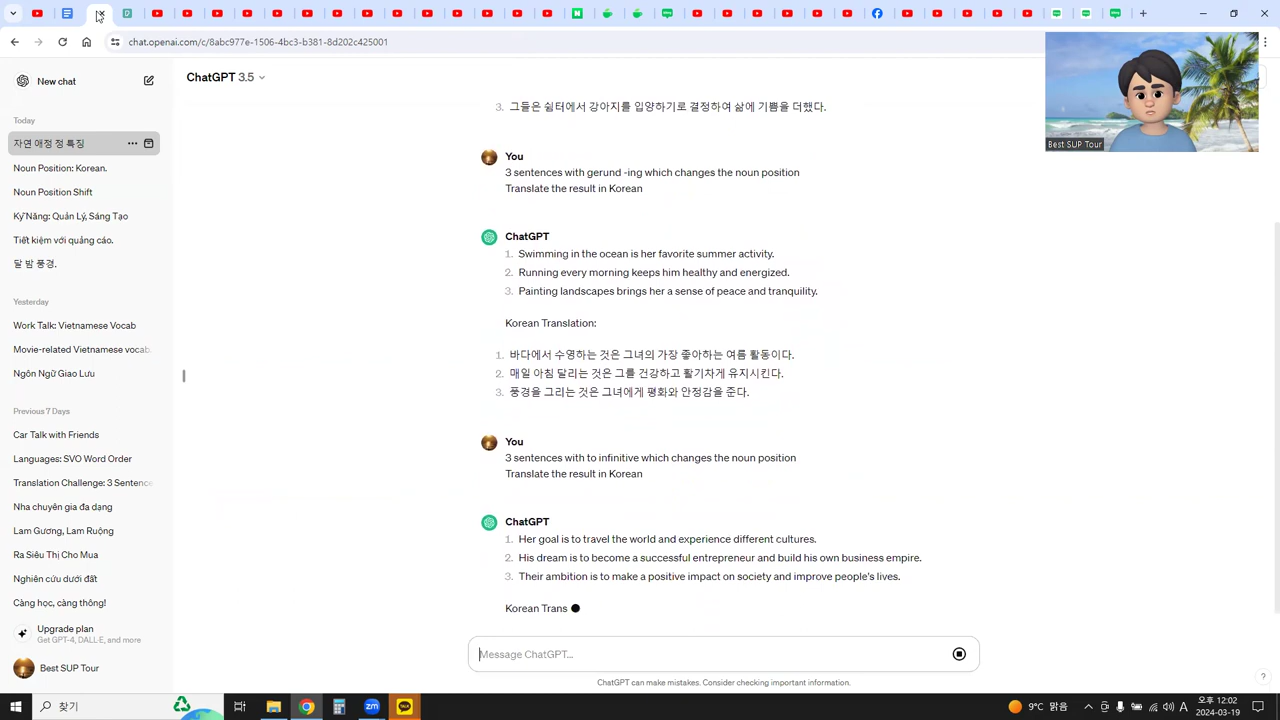 chat.openai.com/c/8abc977e-1506-4bc3-b381-8d202c425001
ChatGPT 3.5
New chat
Today
자연 애정 정 특징
Noun Position: Korean.
Noun Position Shift
Kỹ Năng: Quản Lý, Sáng Tạo
Tiết kiệm với quảng cáo.
달 밤 풍경.
Yesterday
Work Talk: Vietnamese Vocab
Movie-related Vietnamese vocab
Ngôn Ngữ Giao Lưu
Previous 7 Days
Car Talk with Friends
Languages: SVO Word Order
Translation Challenge: 3 Sentence
Nha chuyên gia đa dạng
Lam Gương, Lam Ruộng
Ra Siêu Thị Cho Mua
Nghiên cứu dưới đất
Càng học, càng thông!
Upgrade plan
Get GPT-4, DALL·E, and more
Best SUP Tour
3. 그들은 쉼터에서 강아지를 입양하기로 결정하여 삶에 기쁨을 더했다.
You
3 sentences with gerund -ing which changes the noun position
Translate the result in Korean
ChatGPT
1. Swimming in the ocean is her favorite summer activity.
2. Running every morning keeps him healthy and energized.
3. Painting landscapes brings her a sense of peace and tranquility.
Korean Translation:
1. 바다에서 수영하는 것은 그녀의 가장 좋아하는 여름 활동이다.
2. 매일 아침 달리는 것은 그를 건강하고 활기차게 유지시킨다.
3. 풍경을 그리는 것은 그녀에게 평화와 안정감을 준다.
You
3 sentences with to infinitive which changes the noun position
Translate the result in Korean
ChatGPT
1. Her goal is to travel the world and experience different cultures.
2. His dream is to become a successful entrepreneur and build his own business empire.
3. Their ambition is to make a positive impact on society and improve people's lives.
Korean Trans
Message ChatGPT...
ChatGPT can make mistakes. Consider checking important information.
?
Best SUP Tour
찾기
zm
TALK
9°C 맑음
A
오후 12:02
2024-03-19